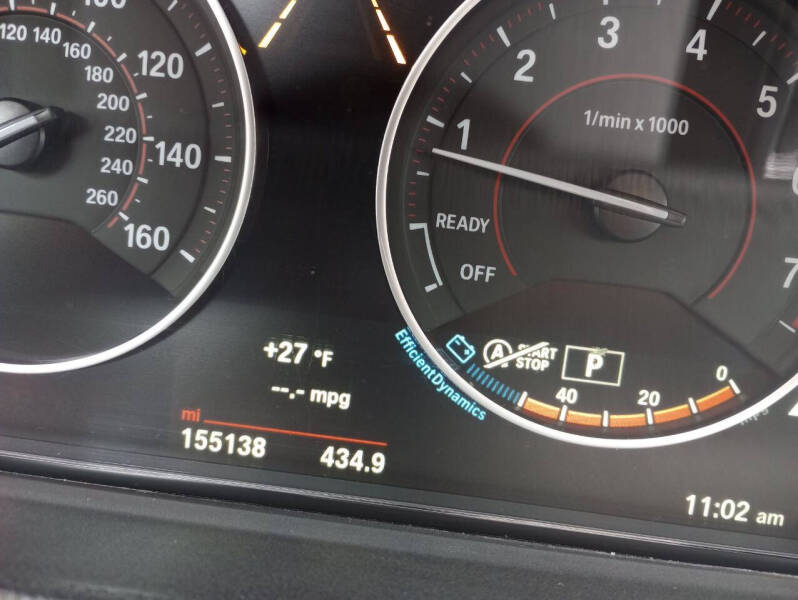 100
120 140
160
180
200
220
240
260
120
140
160
1
2
3
4
5
7
1/min x 1000
READY
OFF
+27 °F
--.- mpg
mi
155138 434.9
EfficientDynamics
A START STOP
P
40 20 0
11:02 am